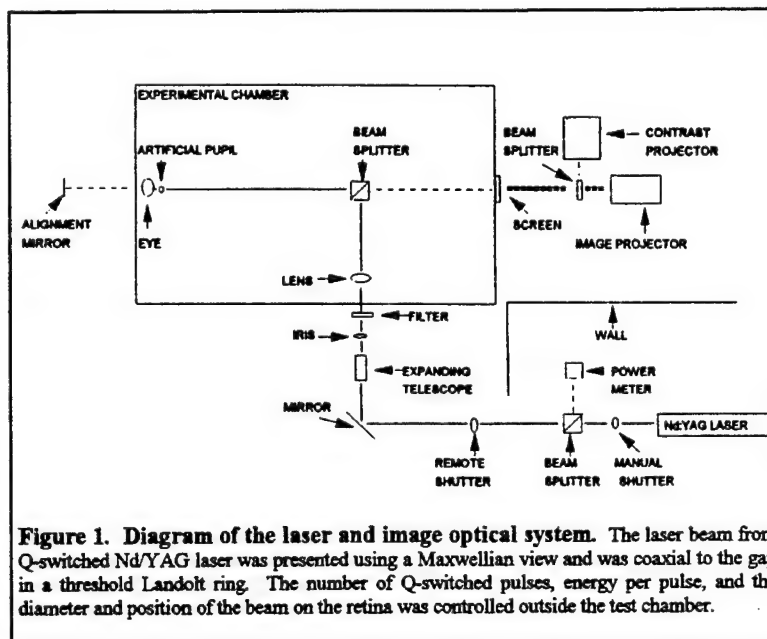 EXPERIMENTAL CHAMBER
BEAM
SPLITTER
ARTIFICIAL PUPIL
BEAM
SPLITTER
CONTRAST
PROJECTOR
ALIGNMENT
MIRROR
EYE
SCREEN
IMAGE PROJECTOR
LENS
FILTER
IRIS
WALL
EXPANDING
TELESCOPE
POWER
METER
MIRROR
Nd:YAG LASER
REMOTE
SHUTTER
BEAM
SPLITTER
MANUAL
SHUTTER
Figure 1. Diagram of the laser and image optical system. The laser beam from
Q-switched Nd/YAG laser was presented using a Maxwellian view and was coaxial to the ga
in a threshold Landolt ring. The number of Q-switched pulses, energy per pulse, and th
diameter and position of the beam on the retina was controlled outside the test chamber.